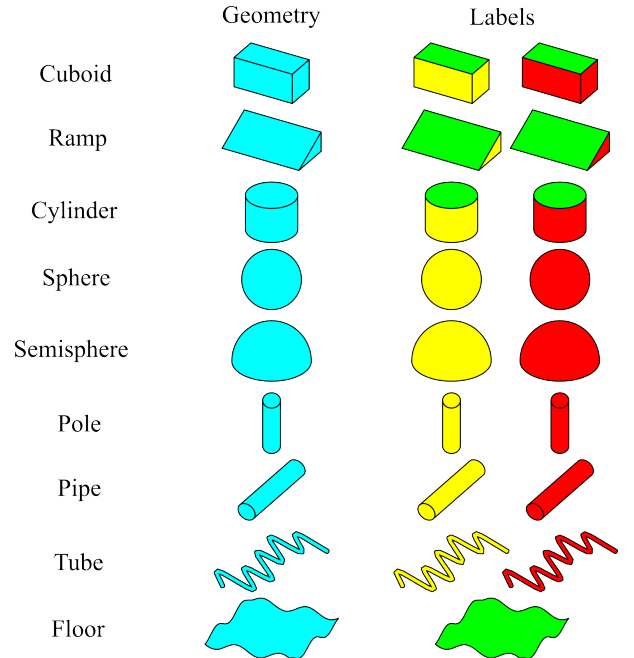 Geometry Labels
Cuboid
Ramp
Cylinder
Sphere
Semisphere
Pole
Pipe
Tube
Floor